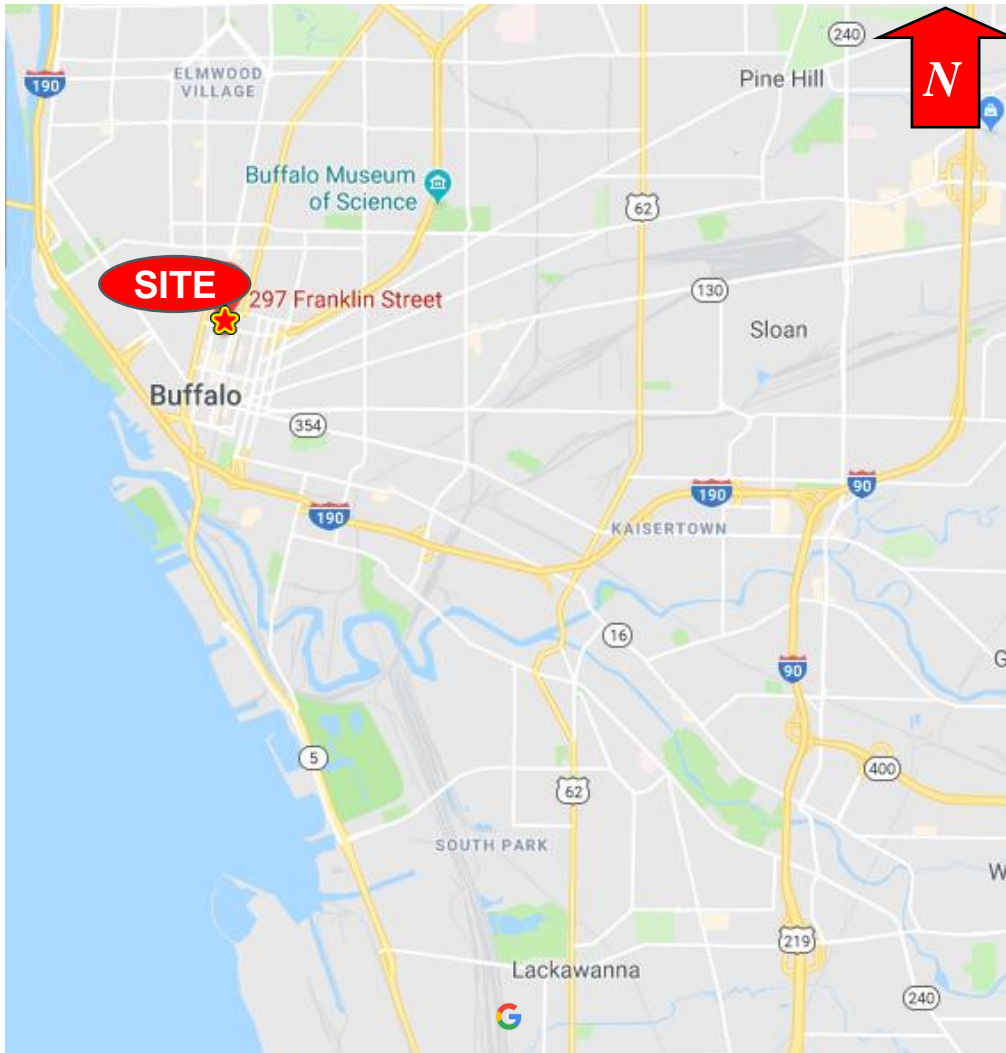 240
N
190
ELMWOOD
VILLAGE
Pine Hill
Buffalo Museum
of Science
62
SITE
297 Franklin Street
130
Sloan
Buffalo
354
190
190
90
KAISERTOWN
16
G
90
5
400
62
SOUTH PARK
W
219
Lackawanna
240
G